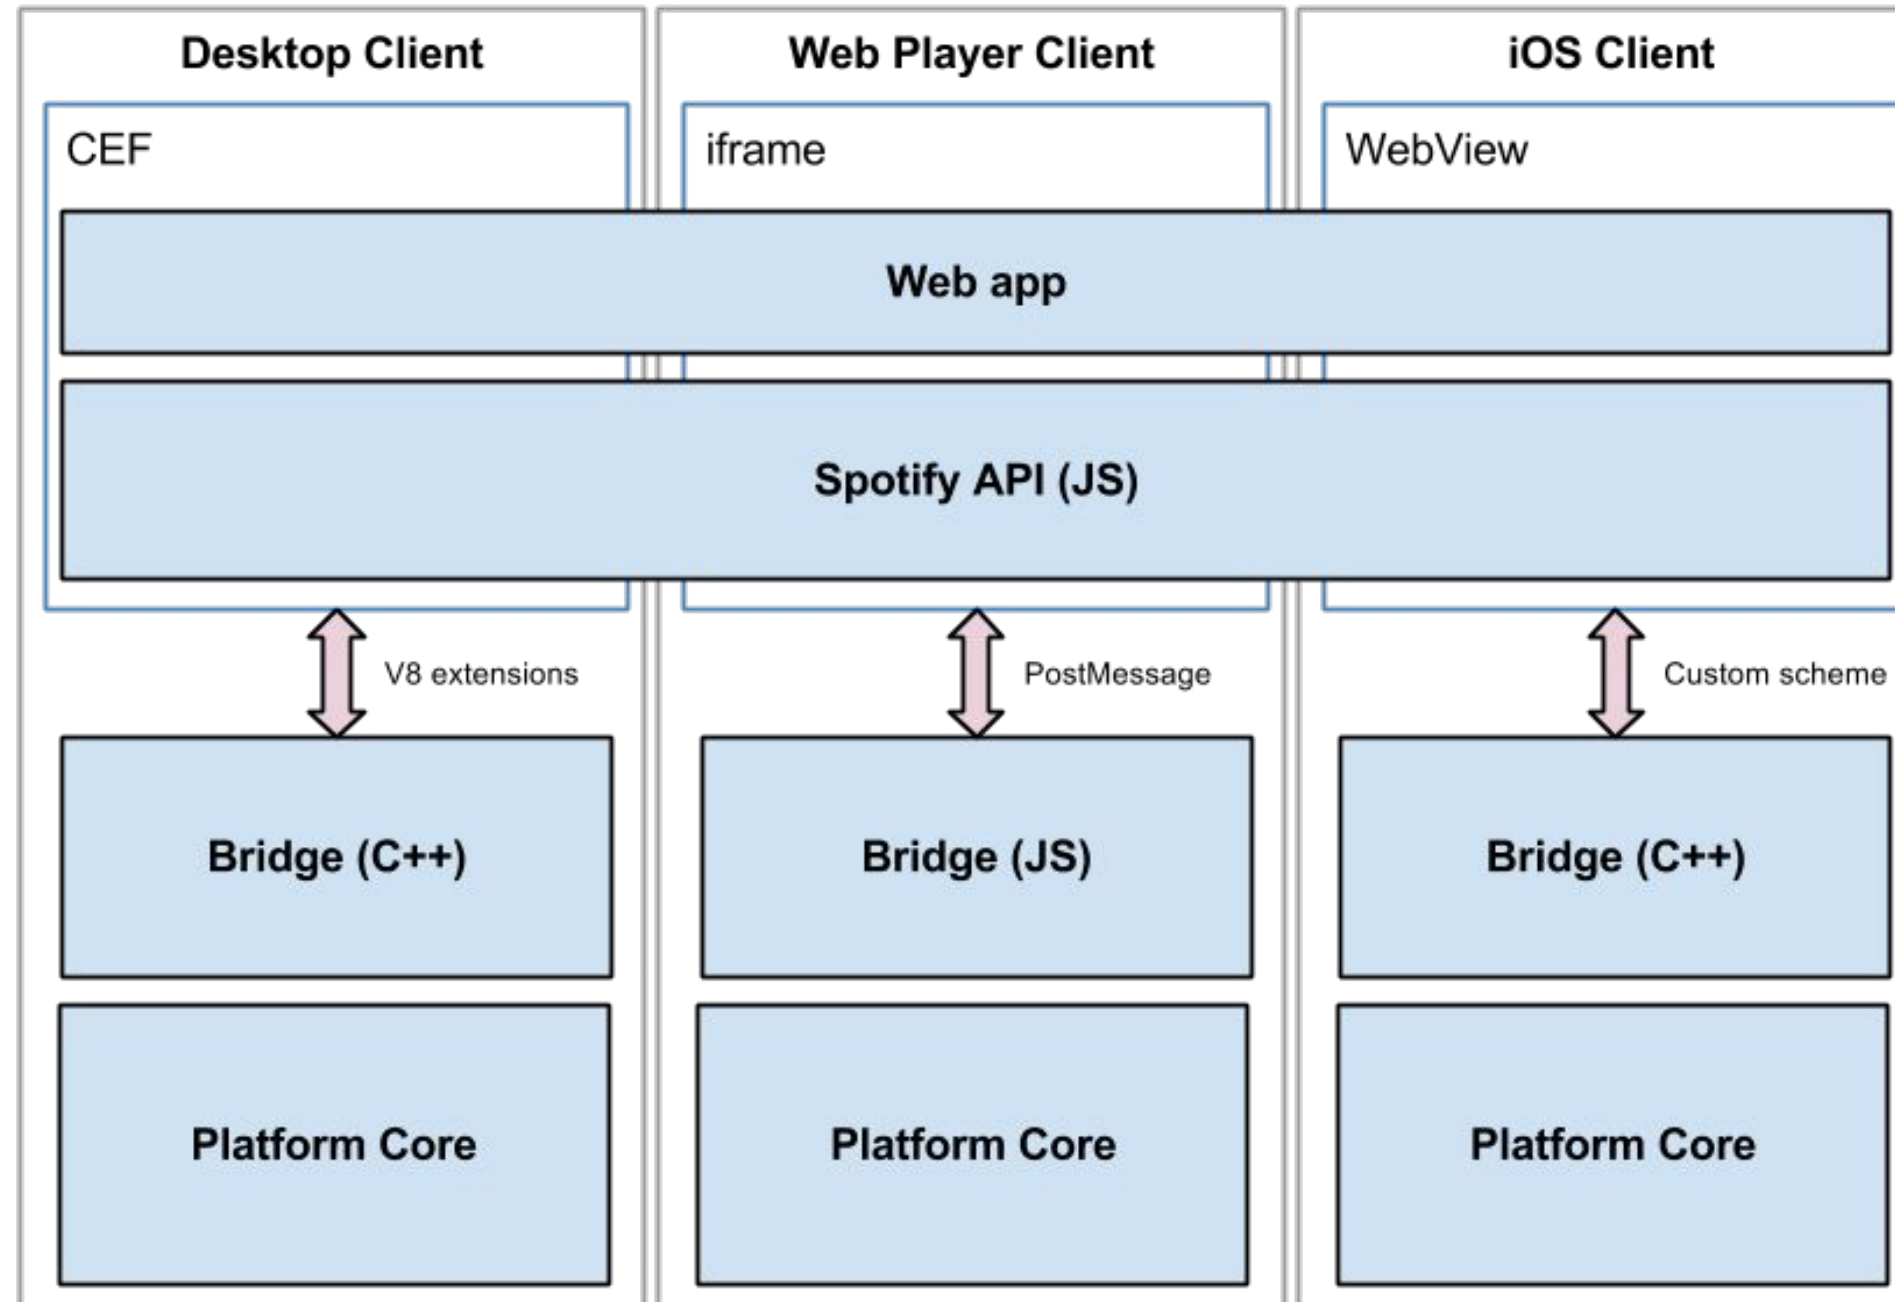 Desktop Client
Web Player Client
iOS Client
CEF
iframe
WebView
Web app
Spotify API (JS)
V8 extensions
PostMessage
Custom scheme
Bridge (C++)
Bridge (JS)
Bridge (C++)
Platform Core
Platform Core
Platform Core